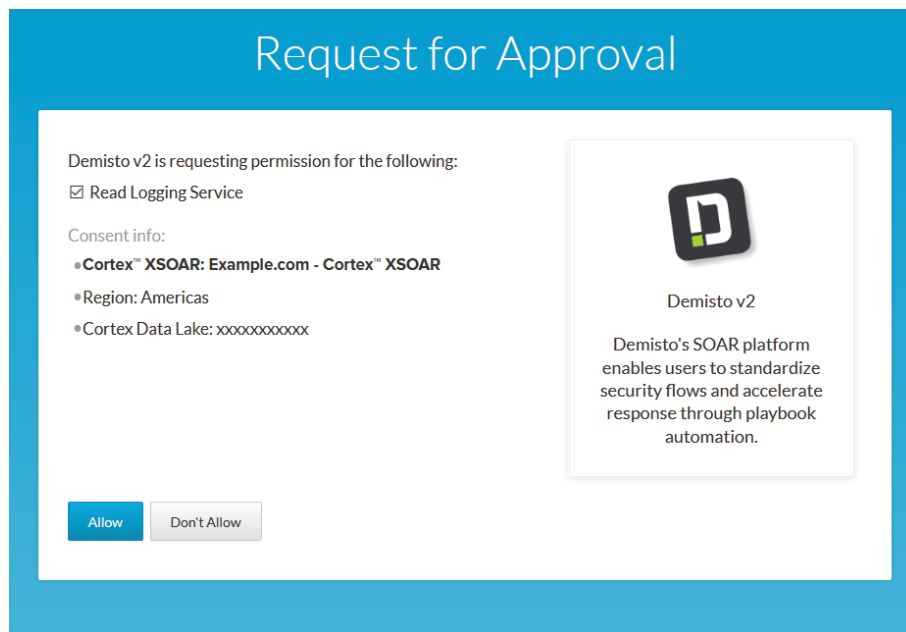 Request for Approval
Demisto v2 is requesting permission for the following:
Read Logging Service
Consent info:
Cortex™ XSOAR: Example.com - Cortex™ XSOAR
Region: Americas
Cortex Data Lake: xxxxxxxxxxx
Allow
Don't Allow
Demisto v2
Demisto's SOAR platform
enables users to standardize
security flows and accelerate
response through playbook
automation.